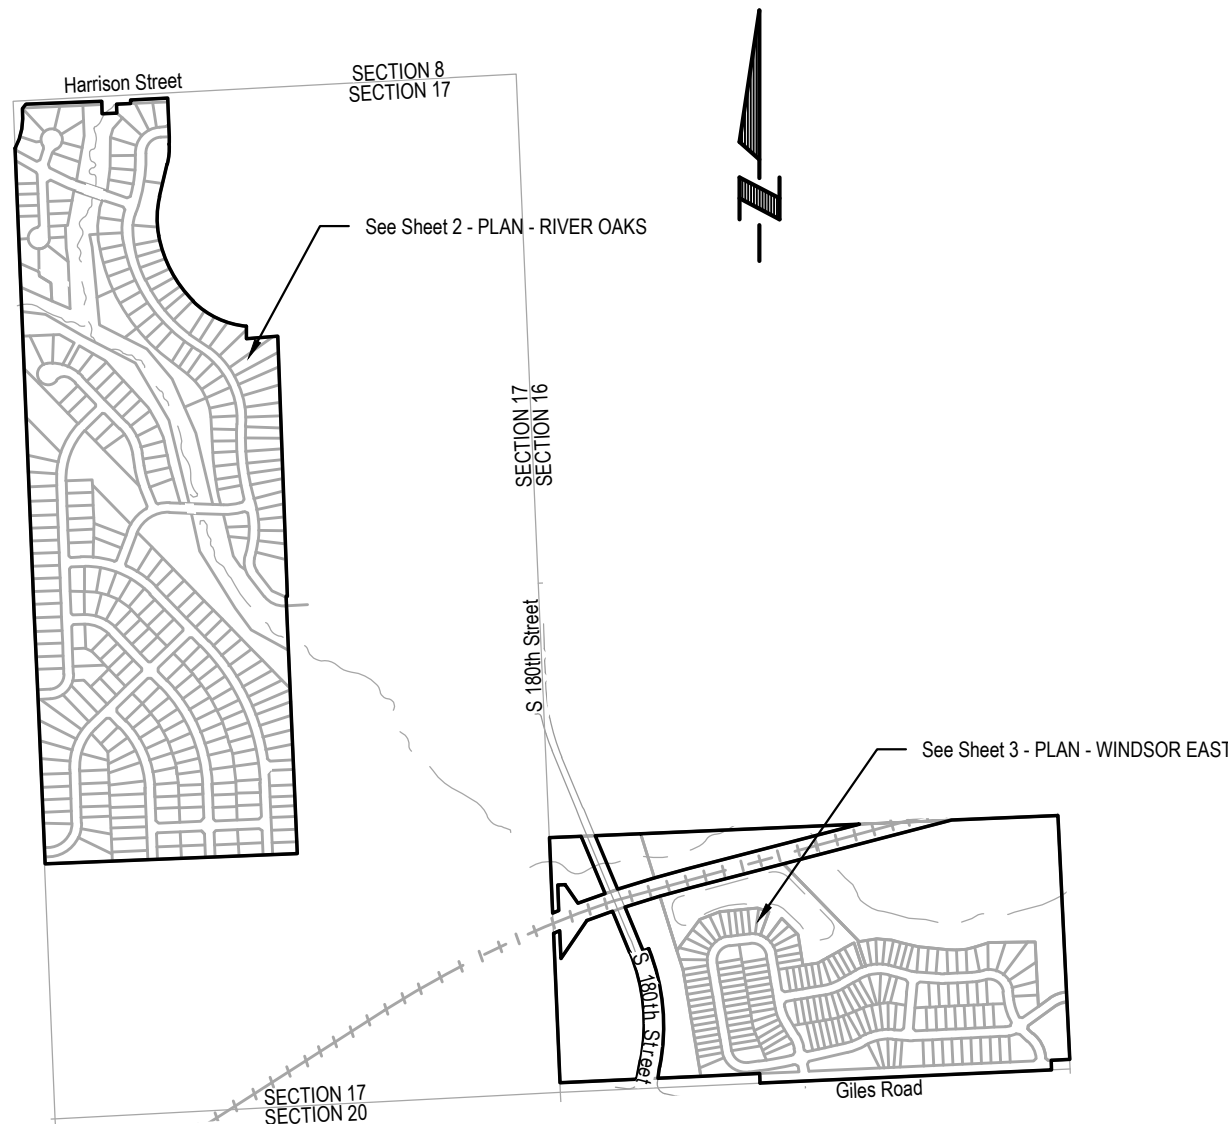 Harrison Street
SECTION 8
SECTION 17
See Sheet 2 - PLAN - RIVER OAKS
N
SECTION 17
SECTION 16
S 180th Street
See Sheet 3 - PLAN - WINDSOR EAST
S 180th Street
Giles Road
SECTION 17
SECTION 20